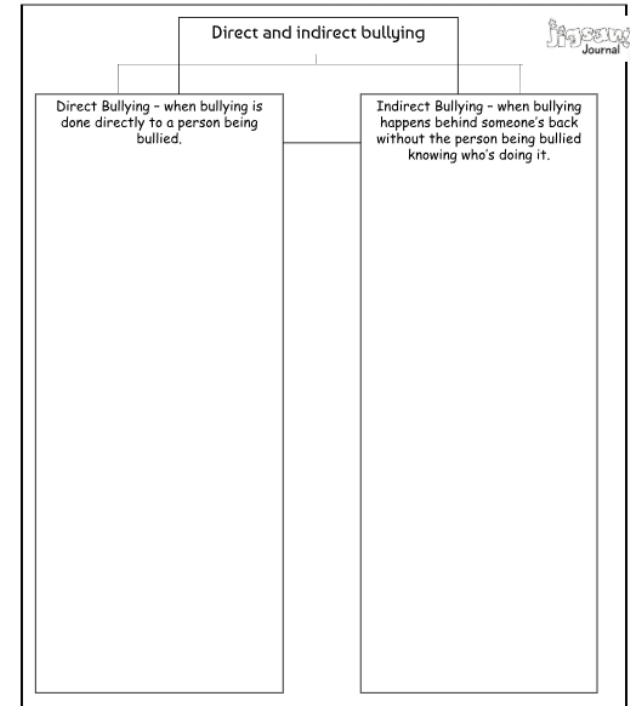 Direct and indirect bullying
jigsaw
Journal
Direct Bullying – when bullying is
done directly to a person being
bullied.
Indirect Bullying – when bullying
happens behind someone's back
without the person being bullied
knowing who's doing it.